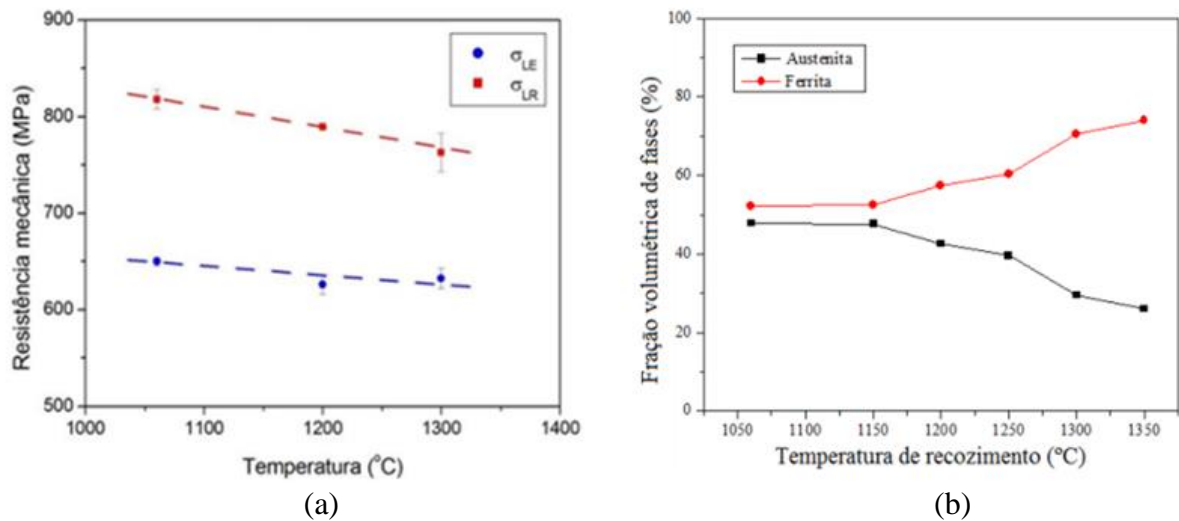 900
800
700
600
500
Resistência mecânica (MPa)
σLE
σLR
1000 1100 1200 1300 1400
Temperatura (°C)
(a)
100
80
60
40
20
0
Fração volumétrica de fases (%)
Austenita
Ferrita
1050 1100 1150 1200 1250 1300 1350
Temperatura de recozimento (ºC)
(b)